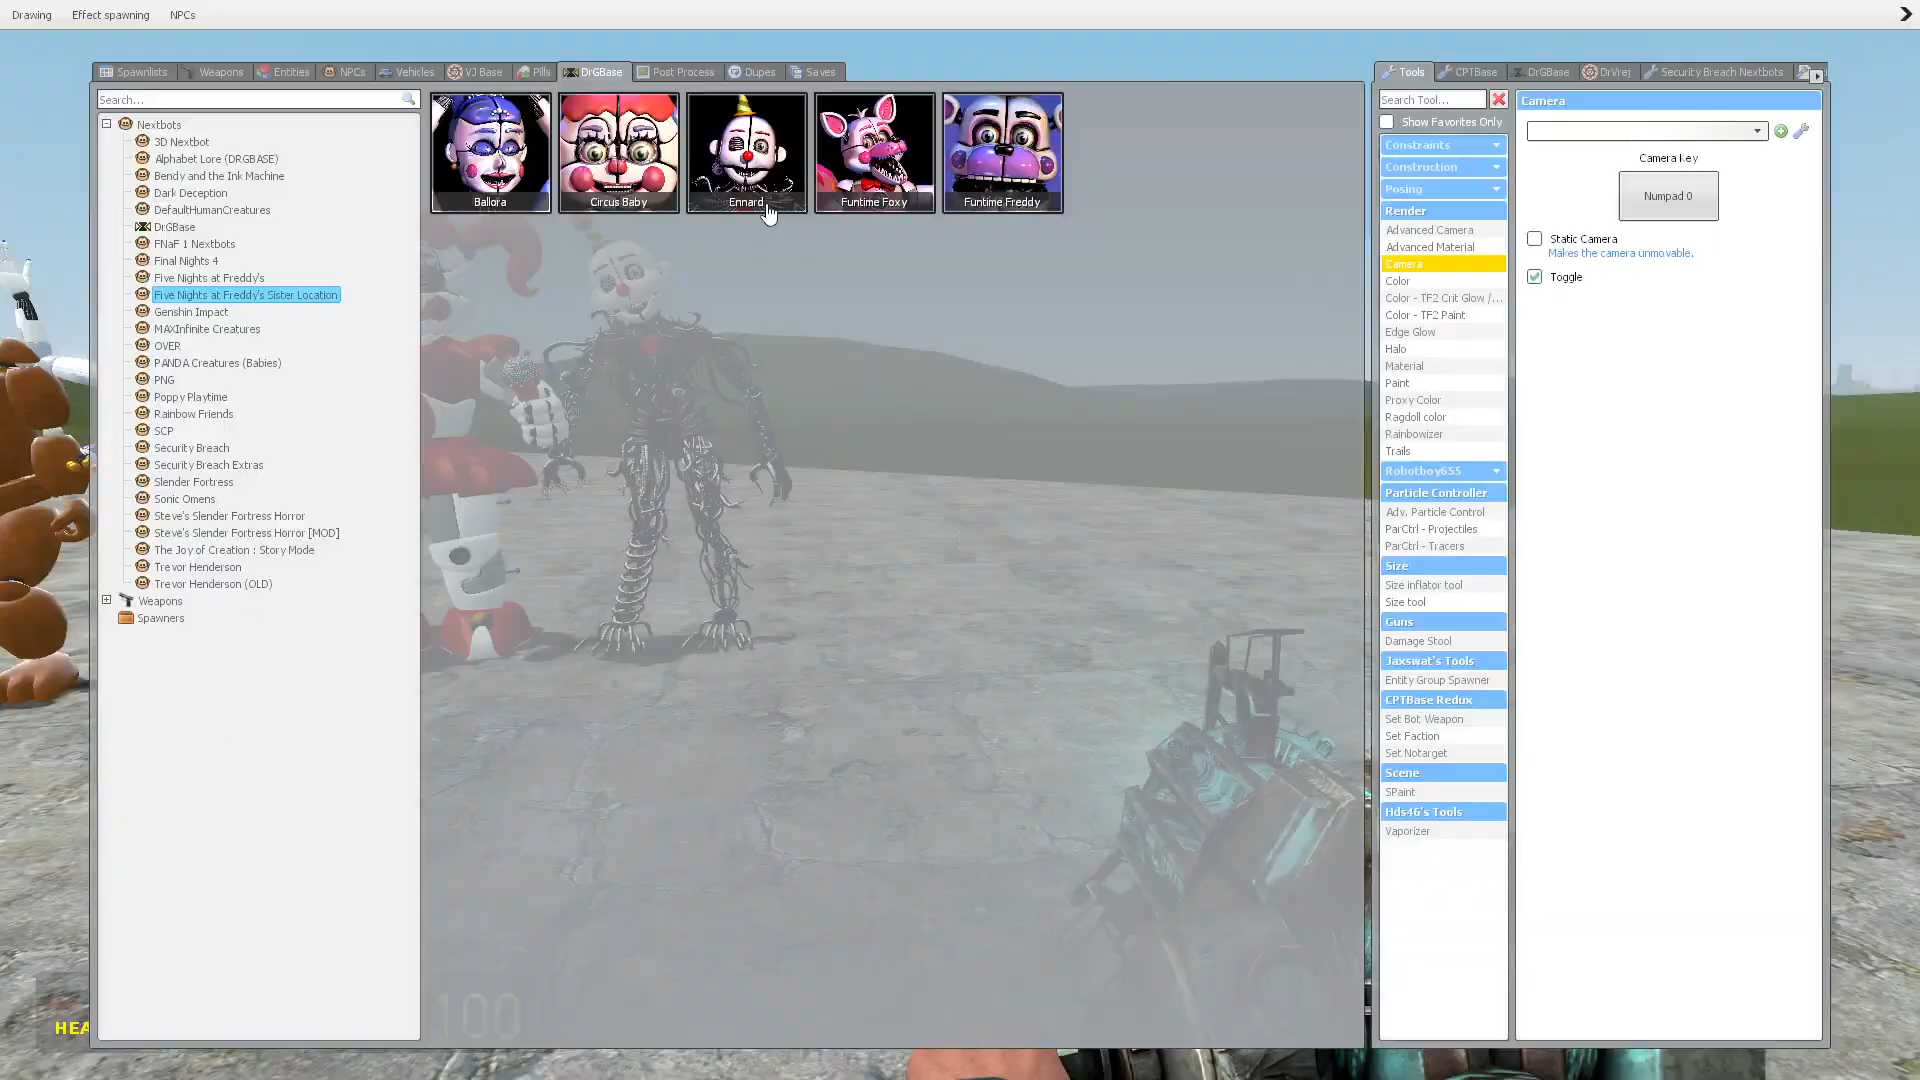 Drawing Effect spawning NPCs
Spawnlists Weapons Entities NPCs Vehicles VJ Base Pills DrGBase Post Process Dupes Saves
Search...
Nextbots
3D Nextbot
Alphabet Lore (DRGBASE)
Bendy and the Ink Machine
Dark Deception
DefaultHumanCreatures
DrGBase
FNaF 1 Nextbots
Final Nights 4
Five Nights at Freddy's
Five Nights at Freddy's Sister Location
Genshin Impact
MAXInfinite Creatures
OVER
PANDA Creatures (Babies)
PNG
Poppy Playtime
Rainbow Friends
SCP
Security Breach
Security Breach Extras
Slender Fortress
Sonic Omens
Steve's Slender Fortress Horror
Steve's Slender Fortress Horror [MOD]
The Joy of Creation : Story Mode
Trevor Henderson
Trevor Henderson (OLD)
Weapons
Spawners
Ballora
Circus Baby
Ennard
Funtime Foxy
Funtime Freddy
HEA
100
Tools CPTBase DrGBase DrVrej Security Breach Nextbots
Search Tool...
Show Favorites Only
Constraints
Construction
Posing
Render
Advanced Camera
Advanced Material
Camera
Color
Color - TF2 Crit Glow /...
Color - TF2 Paint
Edge Glow
Halo
Material
Paint
Proxy Color
Ragdoll color
Rainbowizer
Trails
Robotboy655
Particle Controller
Adv. Particle Control
ParCtrl - Projectiles
ParCtrl - Tracers
Size
Size inflator tool
Size tool
Guns
Damage Stool
Jaxswat's Tools
Entity Group Spawner
CPTBase Redux
Set Bot Weapon
Set Faction
Set Notarget
Scene
SPaint
Hds46's Tools
Vaporizer
Camera
Camera Key
Numpad 0
Static Camera
Makes the camera unmovable.
Toggle